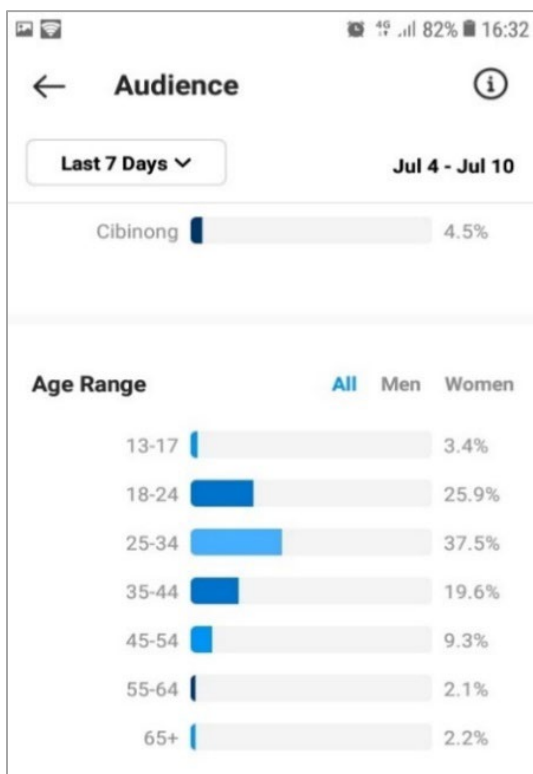 4G 82% 16:32
Audience
Last 7 Days Jul 4 - Jul 10
Cibinong 4.5%
Age Range All Men Women
13-17 3.4%
18-24 25.9%
25-34 37.5%
35-44 19.6%
45-54 9.3%
55-64 2.1%
65+ 2.2%